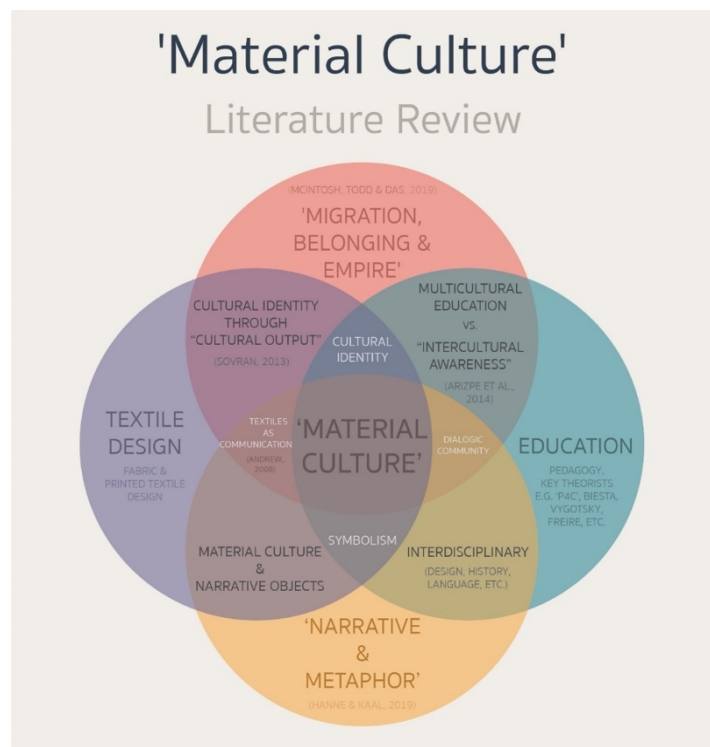 'Material Culture'
Literature Review
(MCINTOSH, TODD & DAS, 2019)
'MIGRATION,
BELONGING &
EMPIRE'
CULTURAL IDENTITY
THROUGH
"CULTURAL OUTPUT"
(SOVRAN, 2013)
CULTURAL
IDENTITY
MULTICULTURAL
EDUCATION
VS.
"INTERCULTURAL
AWARENESS"
(ARIZPE ET AL.,
2014)
TEXTILE
DESIGN
FABRIC &
PRINTED TEXTILE
DESIGN
TEXTILES
AS
COMMUNICATION
(ANDREW,
2008)
'MATERIAL
CULTURE'
DIALOGIC
COMMUNITY
EDUCATION
PEDAGOGY,
KEY THEORISTS
E.G. 'P4C', BIESTA,
VYGOTSKY,
FREIRE, ETC.
MATERIAL CULTURE
&
NARRATIVE OBJECTS
SYMBOLISM
INTERDISCIPLINARY
(DESIGN, HISTORY,
LANGUAGE, ETC.)
'NARRATIVE
&
METAPHOR'
(HANNE & KAAL, 2019)